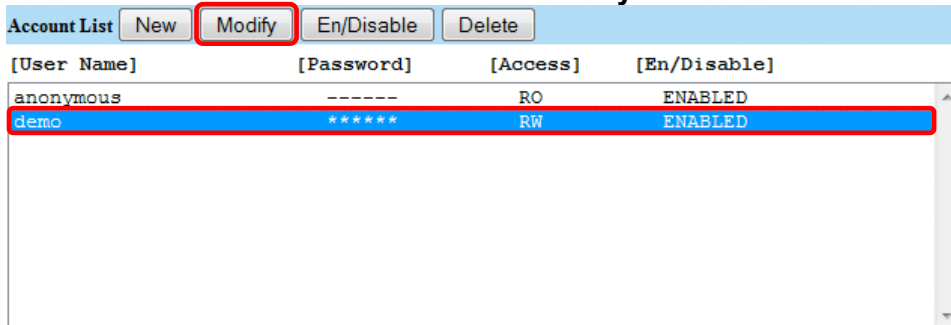 Account List New Modify En/Disable Delete
[User Name] [Password] [Access] [En/Disable]
anonymous ------ RO ENABLED
demo ****** RW ENABLED